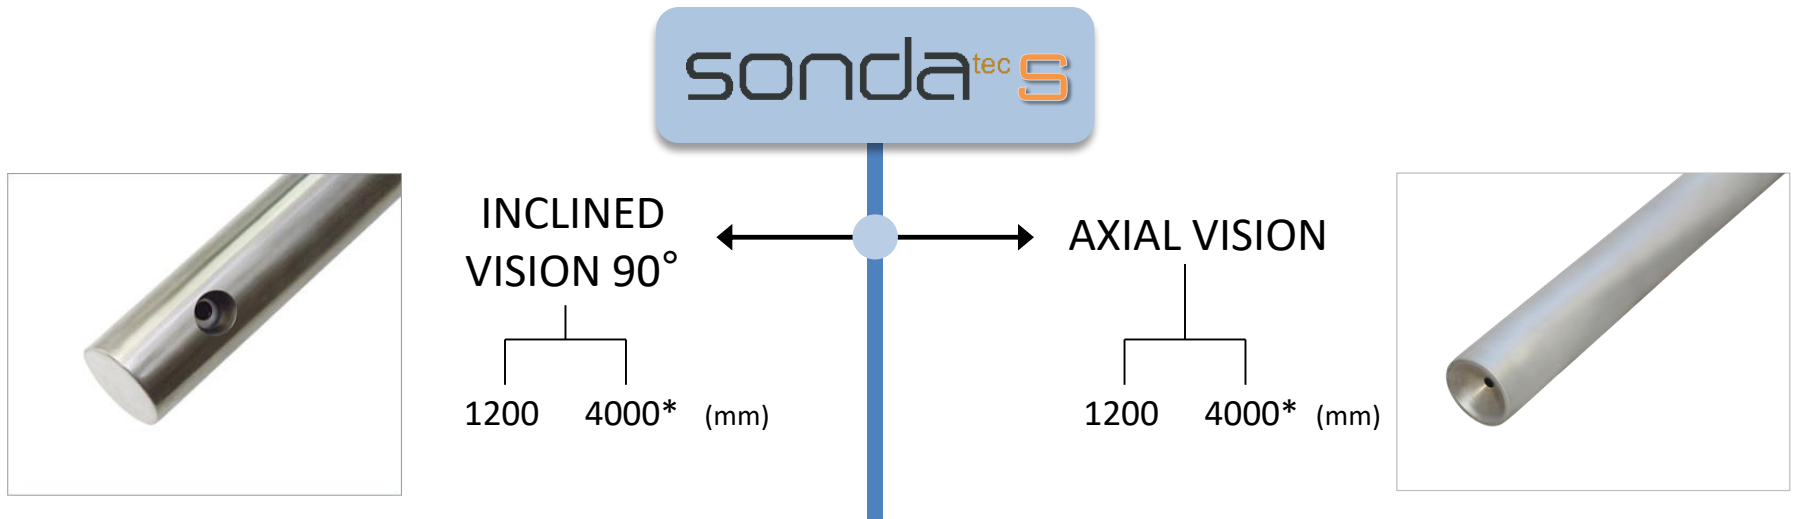 sonda tec S
INCLINED
VISION 90°
AXIAL VISION
1200 4000* (mm)
1200 4000* (mm)